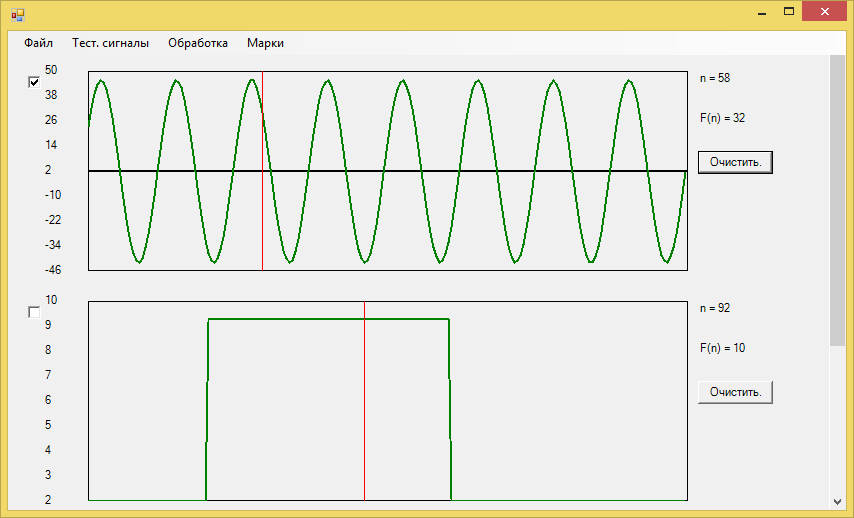 Файл Тест. сигналы Обработка Марки
50
38
26
14
2
-10
-22
-34
-46
n = 58
F(n) = 32
Очистить.
10
9
8
7
6
5
4
3
2
n = 92
F(n) = 10
Очистить.